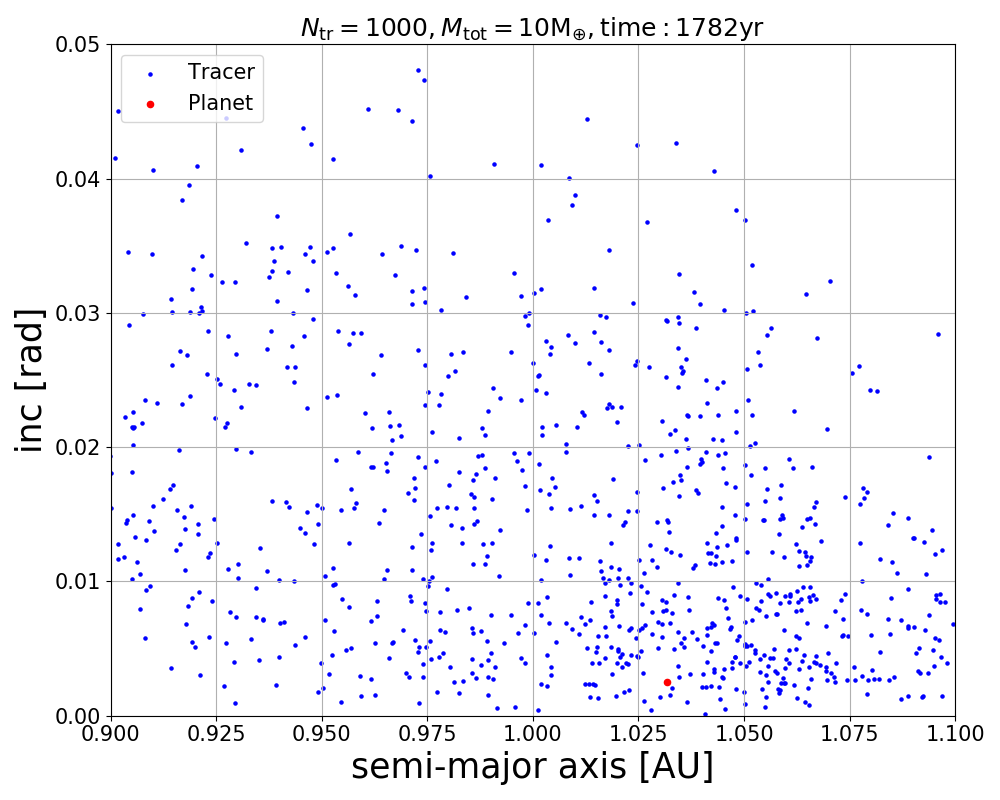 N_tr = 1000, M_tot = 10M_⊕, time : 1782yr
Tracer
Planet
0.05
0.04
0.03
0.02
0.01
0.00
inc [rad]
0.900 0.925 0.950 0.975 1.000 1.025 1.050 1.075 1.100
semi-major axis [AU]